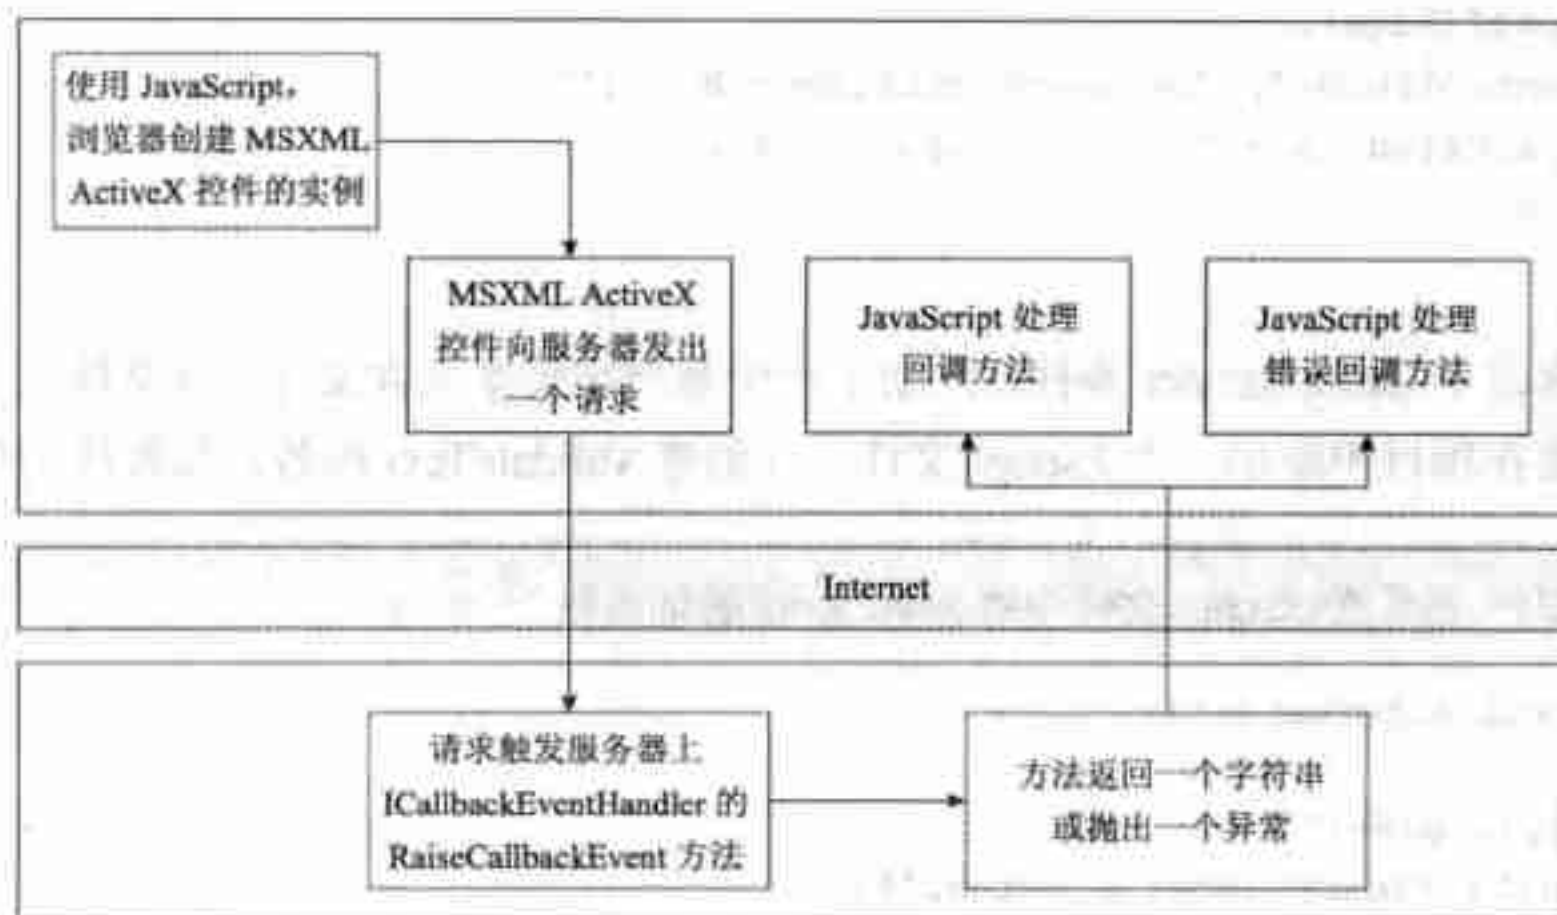 使用 JavaScript,
浏览器创建 MSXML
ActiveX 控件的实例
MSXML ActiveX
控件向服务器发出
一个请求
JavaScript 处理
回调方法
JavaScript 处理
错误回调方法
Internet
请求触发服务器上
ICallbackEventHandler 的
RaiseCallbackEvent 方法
方法返回一个字符串
或抛出一个异常